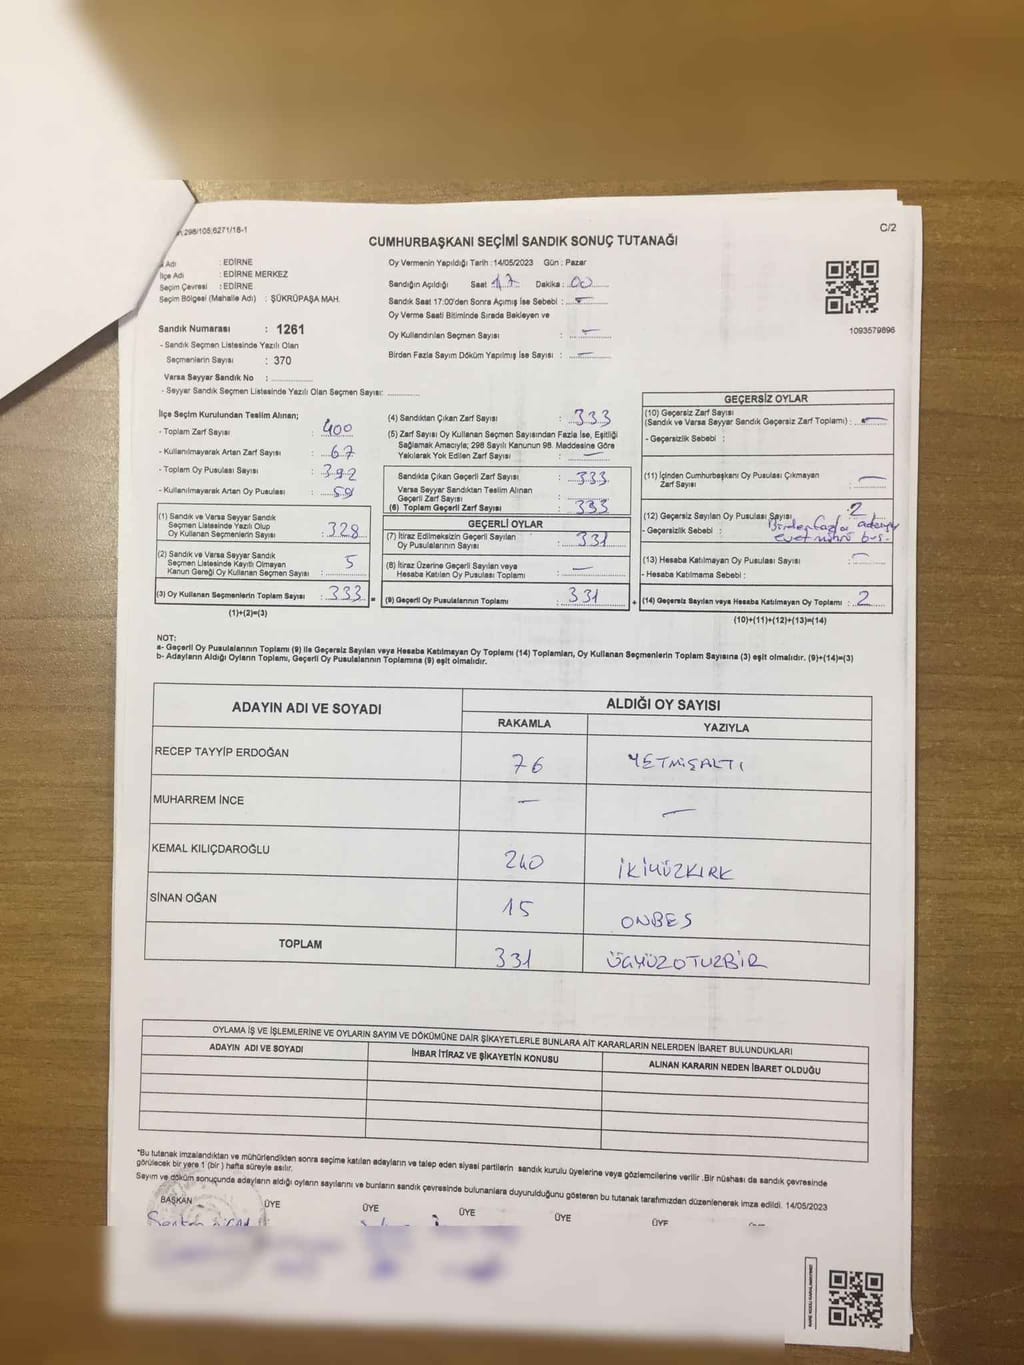 298/105;6271/18-1
C/2
CUMHURBAŞKANI SEÇİMİ SANDIK SONUÇ TUTANAĞI
Adı : EDİRNE
İlçe Adı : EDİRNE MERKEZ
Seçim Çevresi : EDİRNE
Seçim Bölgesi (Mahalle Adı) : ŞÜKRÜPAŞA MAH.
Sandık Numarası : 1261
- Sandık Seçmen Listesinde Yazılı Olan
Seçmenlerin Sayısı : 370
Varsa Seyyar Sandık No :
- Seyyar Sandık Seçmen Listesinde Yazılı Olan Seçmen Sayısı:
Oy Vermenin Yapıldığı Tarih :14/05/2023 Gün : Pazar
Sandığın Açıldığı Saat 17 Dakika : 00
Sandık Saat 17:00'den Sonra Açımış İse Sebebi : -
Oy Verme Saati Bitiminde Sırada Bekleyen ve
Oy Kullandırılan Seçmen Sayısı : -
Birden Fazla Sayım Döküm Yapılmış İse Sayısı : -
1093579896
İlçe Seçim Kurulundan Teslim Alınan;
- Toplam Zarf Sayısı : 400
- Kullanılmayarak Artan Zarf Sayısı : 67
- Toplam Oy Pusulası Sayısı : 392
- Kullanılmayarak Artan Oy Pusulası : 59
(1) Sandık ve Varsa Seyyar Sandık
Seçmen Listesinde Yazılı Olup
Oy Kullanan Seçmenlerin Sayısı : 328
(2) Sandık ve Varsa Seyyar Sandık
Seçmen Listesinde Kayıtlı Olmayan
Kanun Gereği Oy Kullanan Seçmen Sayısı : 5
(3) Oy Kullanan Seçmenlerin Toplam Sayısı : 333 =
(1)+(2)=(3)
(4) Sandıktan Çıkan Zarf Sayısı : 333
(5) Zarf Sayısı Oy Kullanan Seçmen Sayısından Fazla İse, Eşitliği
Sağlamak Amacıyla; 298 Sayılı Kanunun 98. Maddesine Göre
Yakılarak Yok Edilen Zarf Sayısı : -
Sandıkta Çıkan Geçerli Zarf Sayısı : 333
Varsa Seyyar Sandıktan Teslim Alınan
Geçerli Zarf Sayısı :
(6) Toplam Geçerli Zarf Sayısı : 333
GEÇERLİ OYLAR
(7) İtiraz Edilmeksizin Geçerli Sayılan
Oy Pusulalarının Sayısı : 331
(8) İtiraz Üzerine Geçerli Sayılan veya
Hesaba Katılan Oy Pusulası Toplamı : -
(9) Geçerli Oy Pusulalarının Toplamı : 331 +
GEÇERSİZ OYLAR
(10) Geçersiz Zarf Sayısı
(Sandık ve Varsa Seyyar Sandık Geçersiz Zarf Toplamı) : -
- Geçersizlik Sebebi :
(11) İçinden Cumhurbaşkanı Oy Pusulası Çıkmayan
Zarf Sayısı : -
(12) Geçersiz Sayılan Oy Pusulası Sayısı : 2
- Geçersizlik Sebebi : Birden fazla adaya
evet mührü bas.
(13) Hesaba Katılmayan Oy Pusulası Sayısı : -
- Hesaba Katılmama Sebebi :
(14) Geçersiz Sayılan veya Hesaba Katılmayan Oy Toplamı : 2
(10)+(11)+(12)+(13)=(14)
NOT:
a- Geçerli Oy Pusulalarının Toplamı (9) ile Geçersiz Sayılan veya Hesaba Katılmayan Oy Toplamı (14) Toplamları, Oy Kullanan Seçmenlerin Toplam Sayısına (3) eşit olmalıdır. (9)+(14)=(3)
b- Adayların Aldığı Oyların Toplamı, Geçerli Oy Pusulalarının Toplamına (9) eşit olmalıdır.
ADAYIN ADI VE SOYADI ALDIĞI OY SAYISI
RAKAMLA YAZIYLA
RECEP TAYYİP ERDOĞAN 76 YETMİŞALTI
MUHARREM İNCE - -
KEMAL KILIÇDAROĞLU 240 İKİYÜZKIRK
SİNAN OĞAN 15 ONBEŞ
TOPLAM 331 ÜÇYÜZOTUZBİR
OYLAMA İŞ VE İŞLEMLERİNE VE OYLARIN SAYIM VE DÖKÜMÜNE DAİR ŞİKAYETLERLE BUNLARA AİT KARARLARIN NELERDEN İBARET BULUNDUKLARI
ADAYIN ADI VE SOYADI İHBAR İTİRAZ VE ŞİKAYETİN KONUSU ALINAN KARARIN NEDEN İBARET OLDUĞU
*Bu tutanak imzalandıktan ve mühürlendikten sonra seçime katılan adayların ve talep eden siyasi partilerin sandık kurulu üyelerine veya gözlemcilerine verilir .Bir nüshası da sandık çevresinde
görülecek bir yere 1 (bir ) hafta süreyle asılır.
Sayım ve döküm sonuçunda adayların aldığı oyların sayılarını ve bunların sandık çevresinde bulunanlara duyurulduğunu gösteren bu tutanak tarafımızdan düzenlenerek imza edildi. 14/05/2023
BAŞKAN ÜYE ÜYE ÜYE ÜYE ÜYE